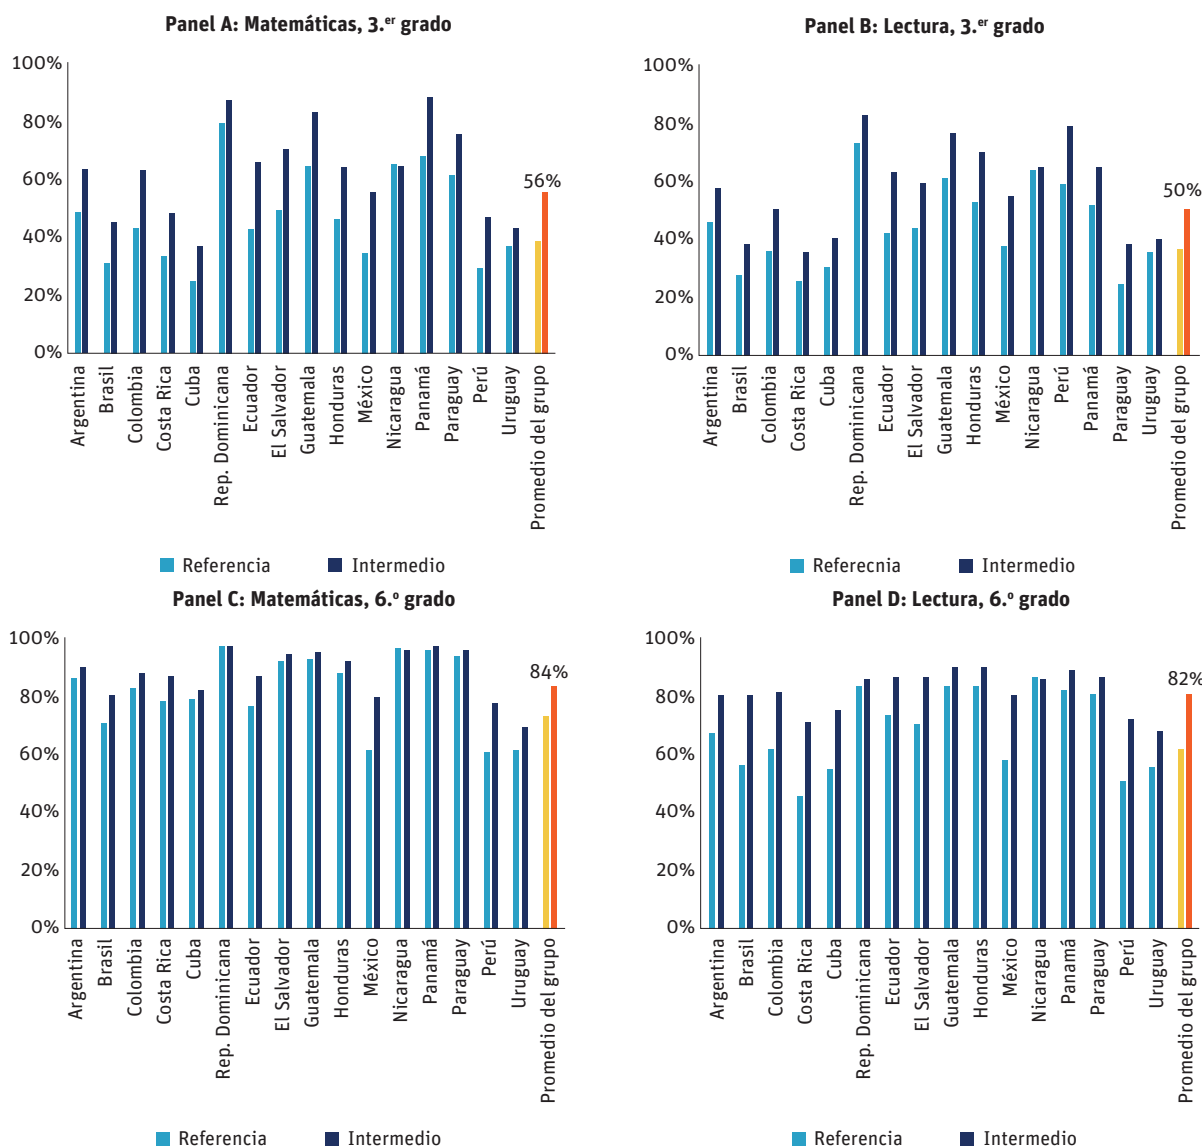 Panel A: Matemáticas, 3.er grado
100%
80%
60%
40%
20%
0%
56%
Argentina
Brasil
Colombia
Costa Rica
Cuba
Rep. Dominicana
Ecuador
El Salvador
Guatemala
Honduras
México
Nicaragua
Panamá
Paraguay
Perú
Uruguay
Promedio del grupo
Referencia Intermedio
Panel B: Lectura, 3.er grado
100%
80%
60%
40%
20%
0%
50%
Argentina
Brasil
Colombia
Costa Rica
Cuba
Rep. Dominicana
Ecuador
El Salvador
Guatemala
Honduras
México
Nicaragua
Perú
Panamá
Paraguay
Uruguay
Promedio del grupo
Referecnia Intermedio
Panel C: Matemáticas, 6.º grado
100%
80%
60%
40%
20%
0%
84%
Argentina
Brasil
Colombia
Costa Rica
Cuba
Rep. Dominicana
Ecuador
El Salvador
Guatemala
Honduras
México
Nicaragua
Panamá
Paraguay
Perú
Uruguay
Promedio del grupo
Referencia Intermedio
Panel D: Lectura, 6.º grado
100%
80%
60%
40%
20%
0%
82%
Argentina
Brasil
Colombia
Costa Rica
Cuba
Rep. Dominicana
Ecuador
El Salvador
Guatemala
Honduras
México
Nicaragua
Panamá
Paraguay
Perú
Uruguay
Promedio del grupo
Referencia Intermedio